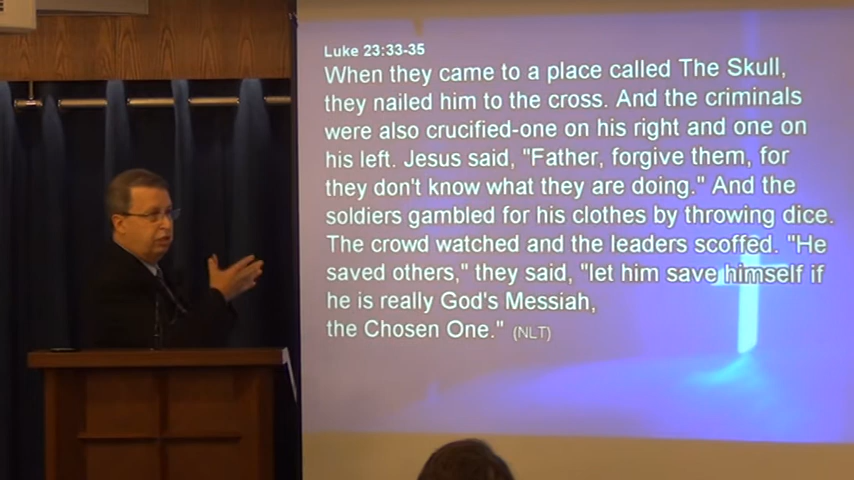 Luke 23:33-35
When they came to a place called The Skull,
they nailed him to the cross. And the criminals
were also crucified-one on his right and one on
his left. Jesus said, "Father, forgive them, for
they don't know what they are doing." And the
soldiers gambled for his clothes by throwing dice.
The crowd watched and the leaders scoffed. "He
saved others," they said, "let him save himself if
he is really God's Messiah,
the Chosen One." (NLT)